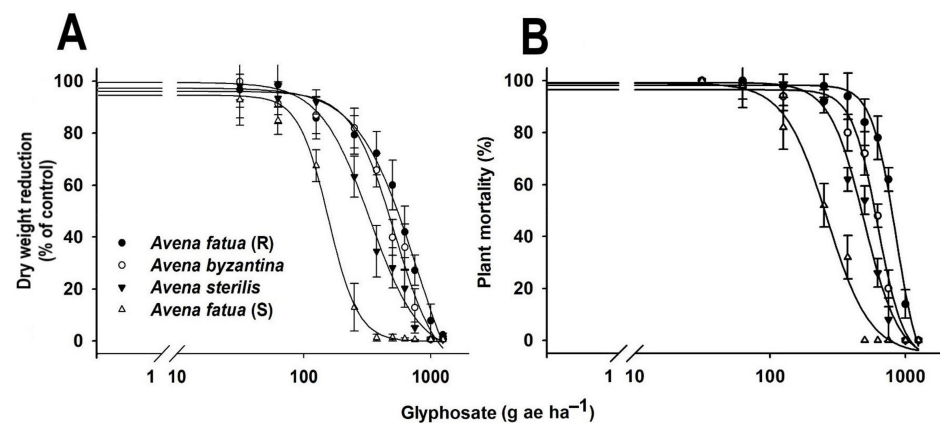 A
B
Dry weight reduction
(% of control)
100
80
60
40
20
0
Avena fatua (R)
Avena byzantina
Avena sterilis
Avena fatua (S)
1 10 100 1000
Plant mortality (%)
100
80
60
40
20
0
1 10 100 1000
Glyphosate (g ae ha⁻¹)